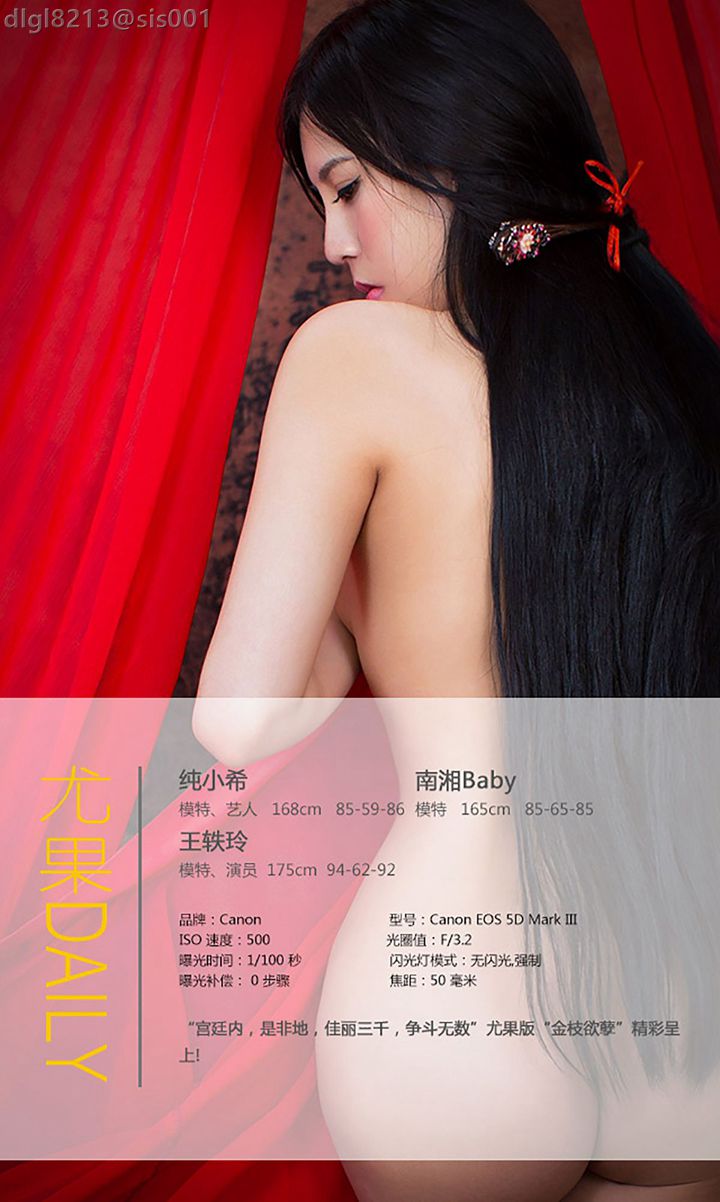 dlgl8213@sis001
尤果DAILY
纯小希 南湘Baby
模特、艺人 168cm 85-59-86 模特 165cm 85-65-85
王轶玲
模特、演员 175cm 94-62-92
品牌：Canon 型号：Canon EOS 5D Mark III
ISO 速度：500 光圈值：F/3.2
曝光时间：1/100 秒 闪光灯模式：无闪光,强制
曝光补偿： 0 步骤 焦距：50 毫米
“宫廷内，是非地，佳丽三千，争斗无数”尤果版“金枝欲孽”精彩呈
上!